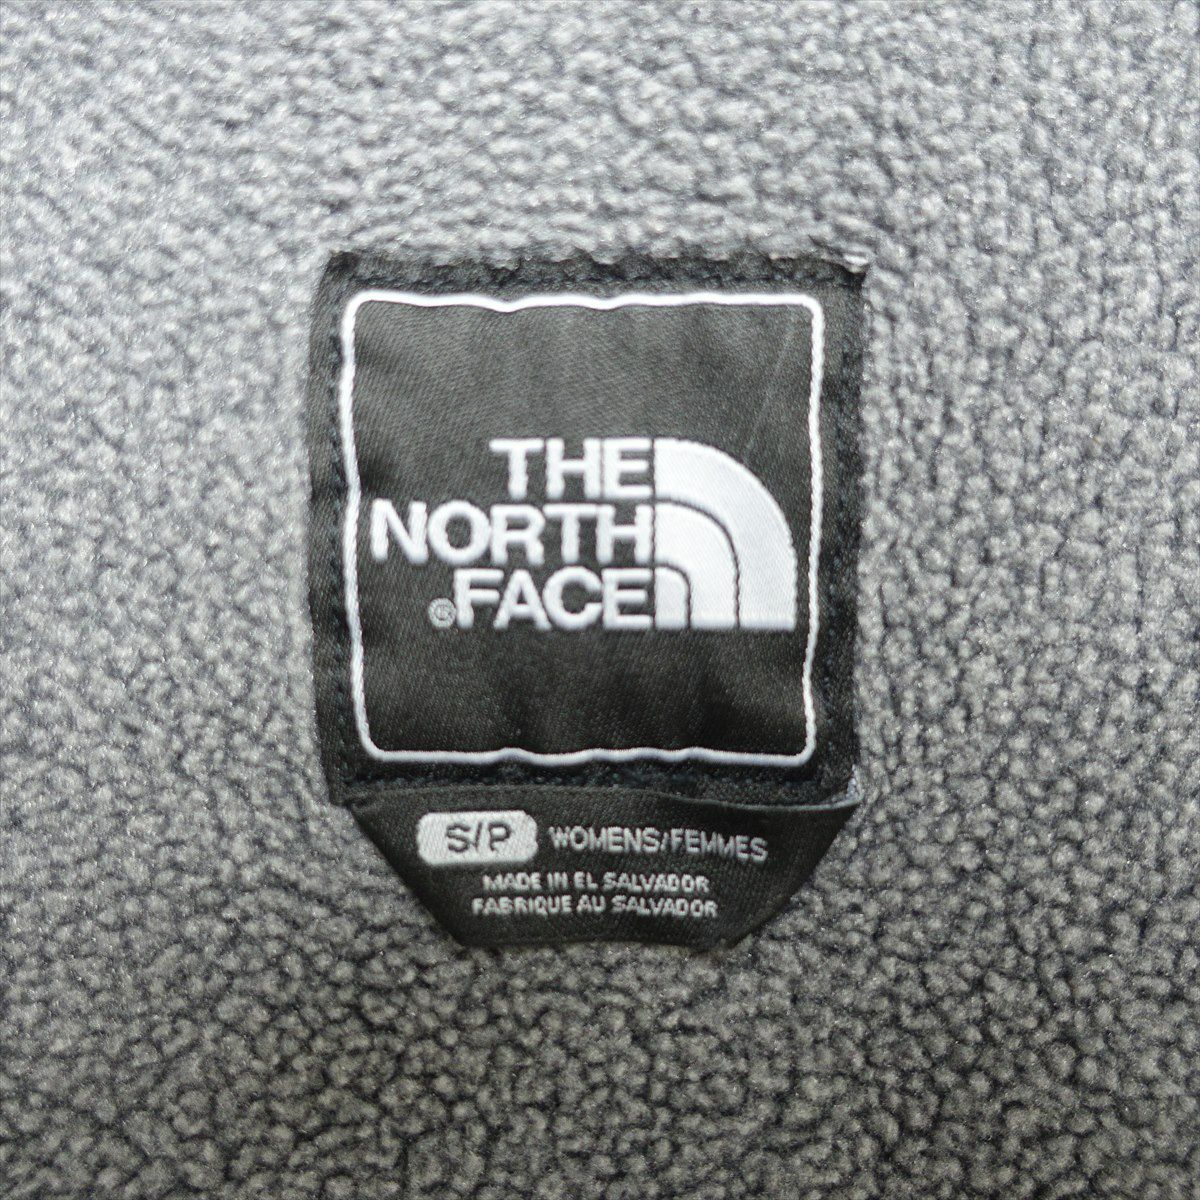 THE
NORTH
®FACE
S/P WOMENS/FEMMES
MADE IN EL SALVADOR
FABRIQUE AU SALVADOR